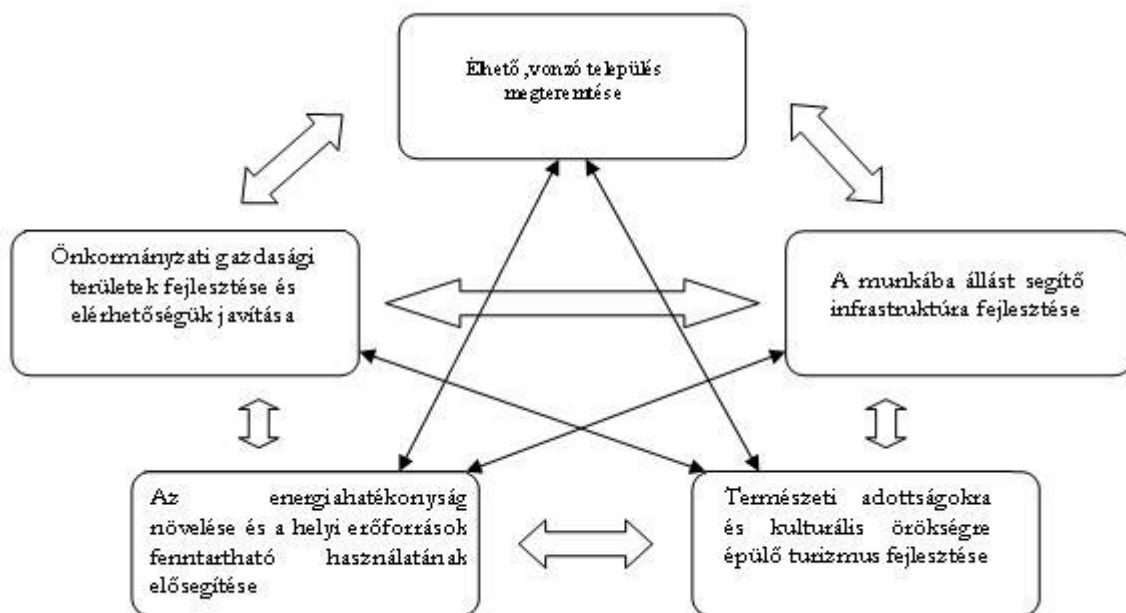 Élhető ,vonzó település
megteremtése
Önkormányzati gazdasági
területek fejlesztése és
elérhetőségük javítása
A munkába állást segítő
infrastruktúra fejlesztése
Az energiahatékonyság
növelése és a helyi erőforrások
fenntartható használatának
elősegítése
Természeti adottságokra
és kulturális örökségre
épülő turizmus fejlesztése